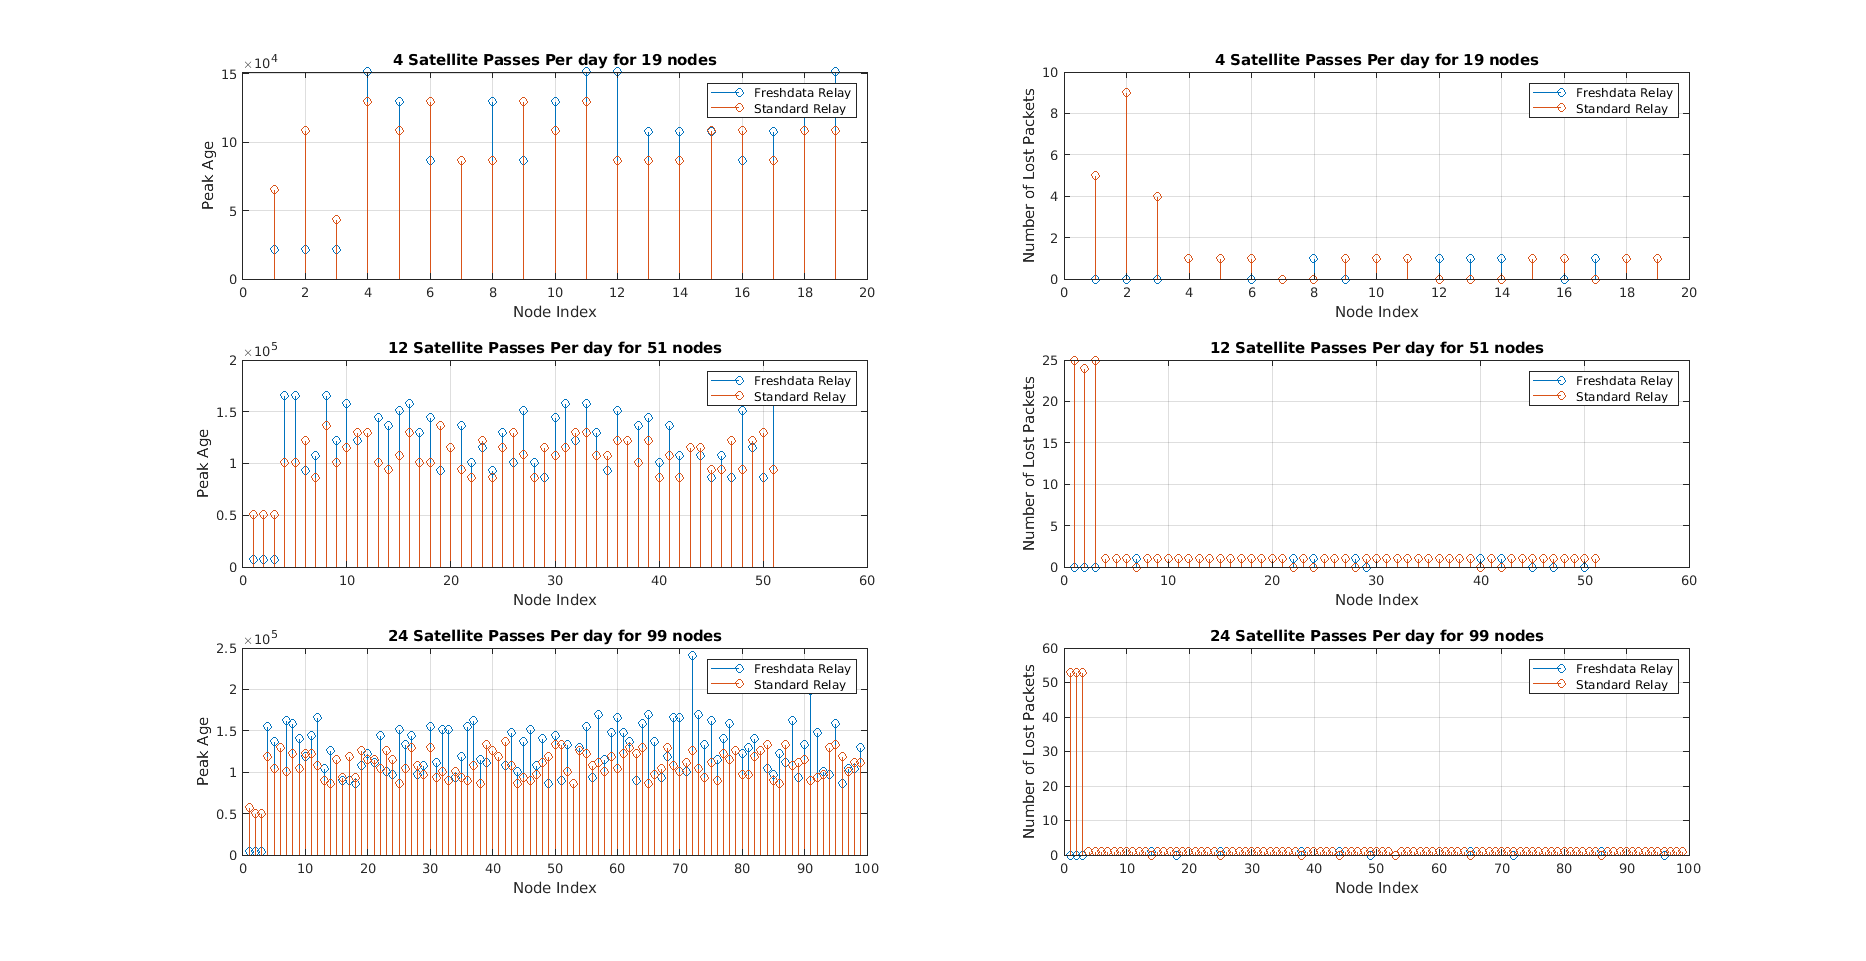 4 Satellite Passes Per day for 19 nodes
×10^4
15
10
5
0
Peak Age
0 2 4 6 8 10 12 14 16 18 20
Node Index
Freshdata Relay
Standard Relay
4 Satellite Passes Per day for 19 nodes
10
8
6
4
2
0
Number of Lost Packets
0 2 4 6 8 10 12 14 16 18 20
Node Index
Freshdata Relay
Standard Relay
12 Satellite Passes Per day for 51 nodes
×10^5
2
1.5
1
0.5
0
Peak Age
0 10 20 30 40 50 60
Node Index
Freshdata Relay
Standard Relay
12 Satellite Passes Per day for 51 nodes
25
20
15
10
5
0
Number of Lost Packets
0 10 20 30 40 50 60
Node Index
Freshdata Relay
Standard Relay
24 Satellite Passes Per day for 99 nodes
×10^5
2.5
2
1.5
1
0.5
0
Peak Age
0 10 20 30 40 50 60 70 80 90 100
Node Index
Freshdata Relay
Standard Relay
24 Satellite Passes Per day for 99 nodes
60
50
40
30
20
10
0
Number of Lost Packets
0 10 20 30 40 50 60 70 80 90 100
Node Index
Freshdata Relay
Standard Relay